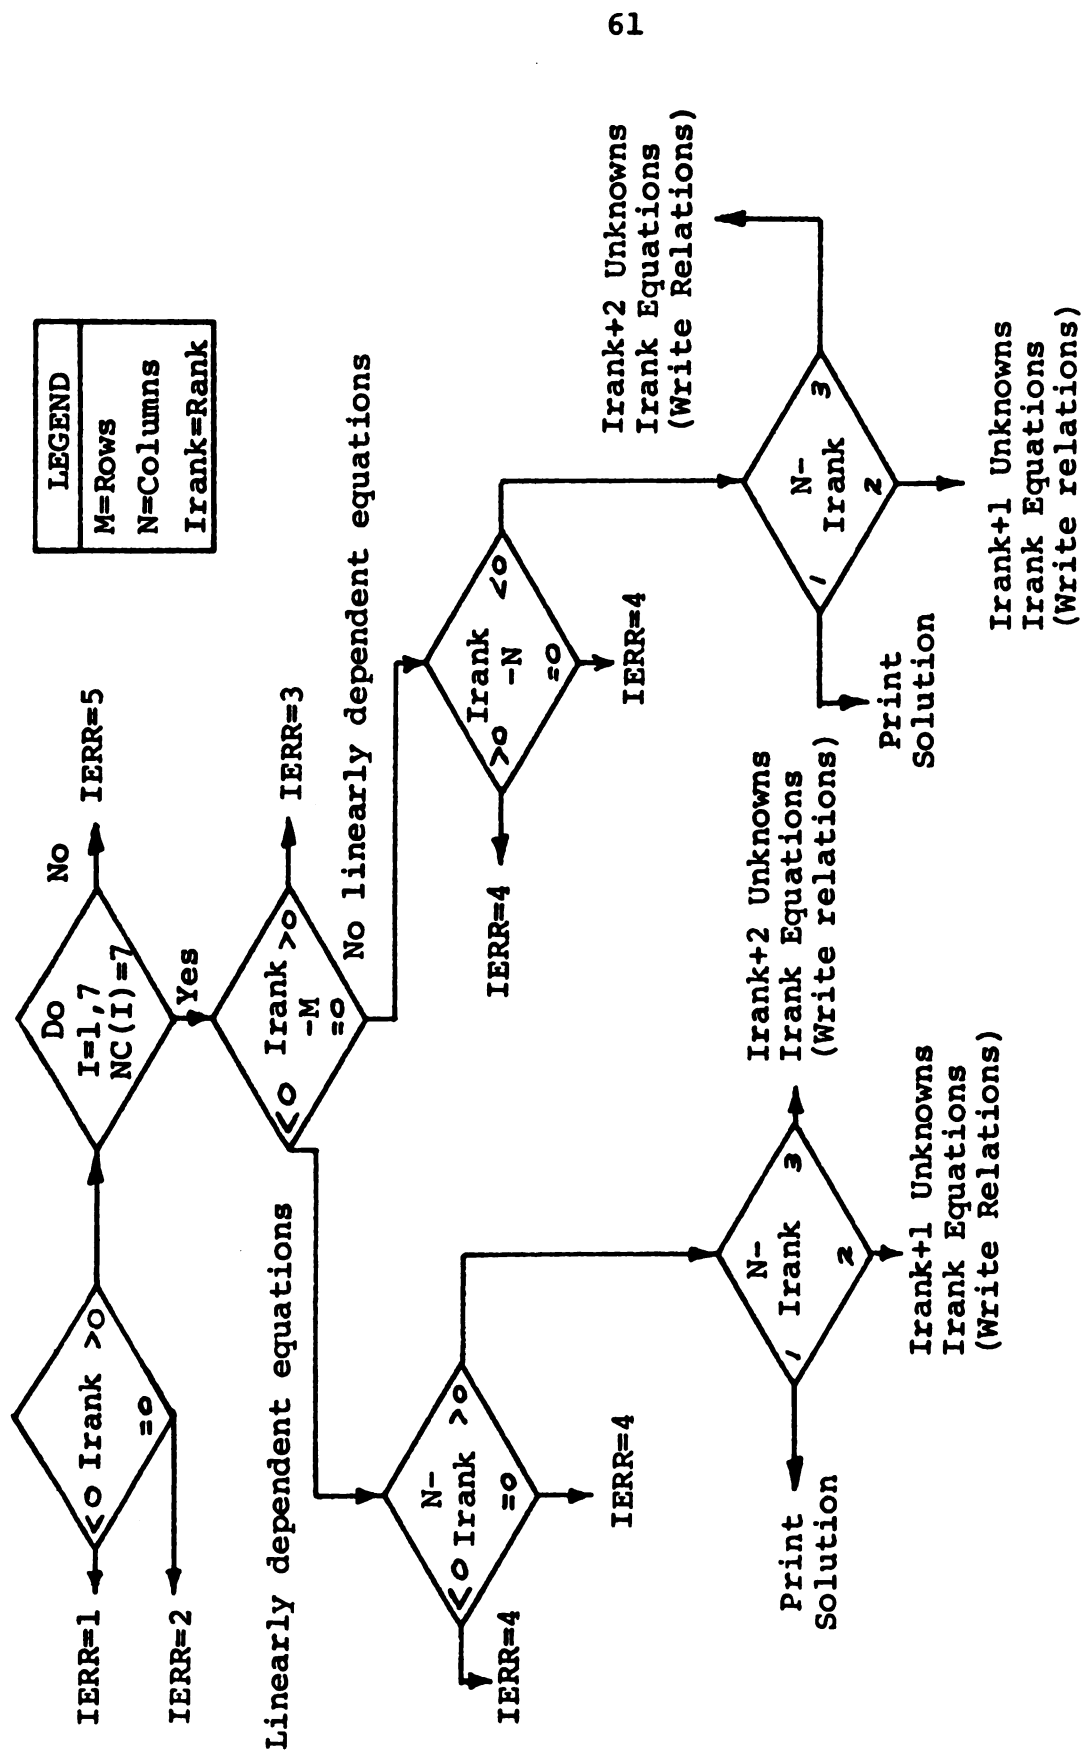 61
LEGEND
M=Rows
N=Columns
Irank=Rank
<0 Irank >0
=0
IERR=1
IERR=2
Do
I=1,7
NC(I)=7
No
IERR=5
Yes
<0 Irank >0
-M
=0
IERR=3
Linearly dependent equations
No linearly dependent equations
N-
<0 Irank >0
=0
IERR=4
IERR=4
Irank
>0 -N <0
=0
IERR=4
IERR=4
N-
Irank
1 2 3
Print
Solution
Irank+1 Unknowns
Irank Equations
(Write Relations)
Irank+2 Unknowns
Irank Equations
(Write relations)
N-
Irank
1 2 3
Print
Solution
Irank+1 Unknowns
Irank Equations
(Write relations)
Irank+2 Unknowns
Irank Equations
(Write Relations)